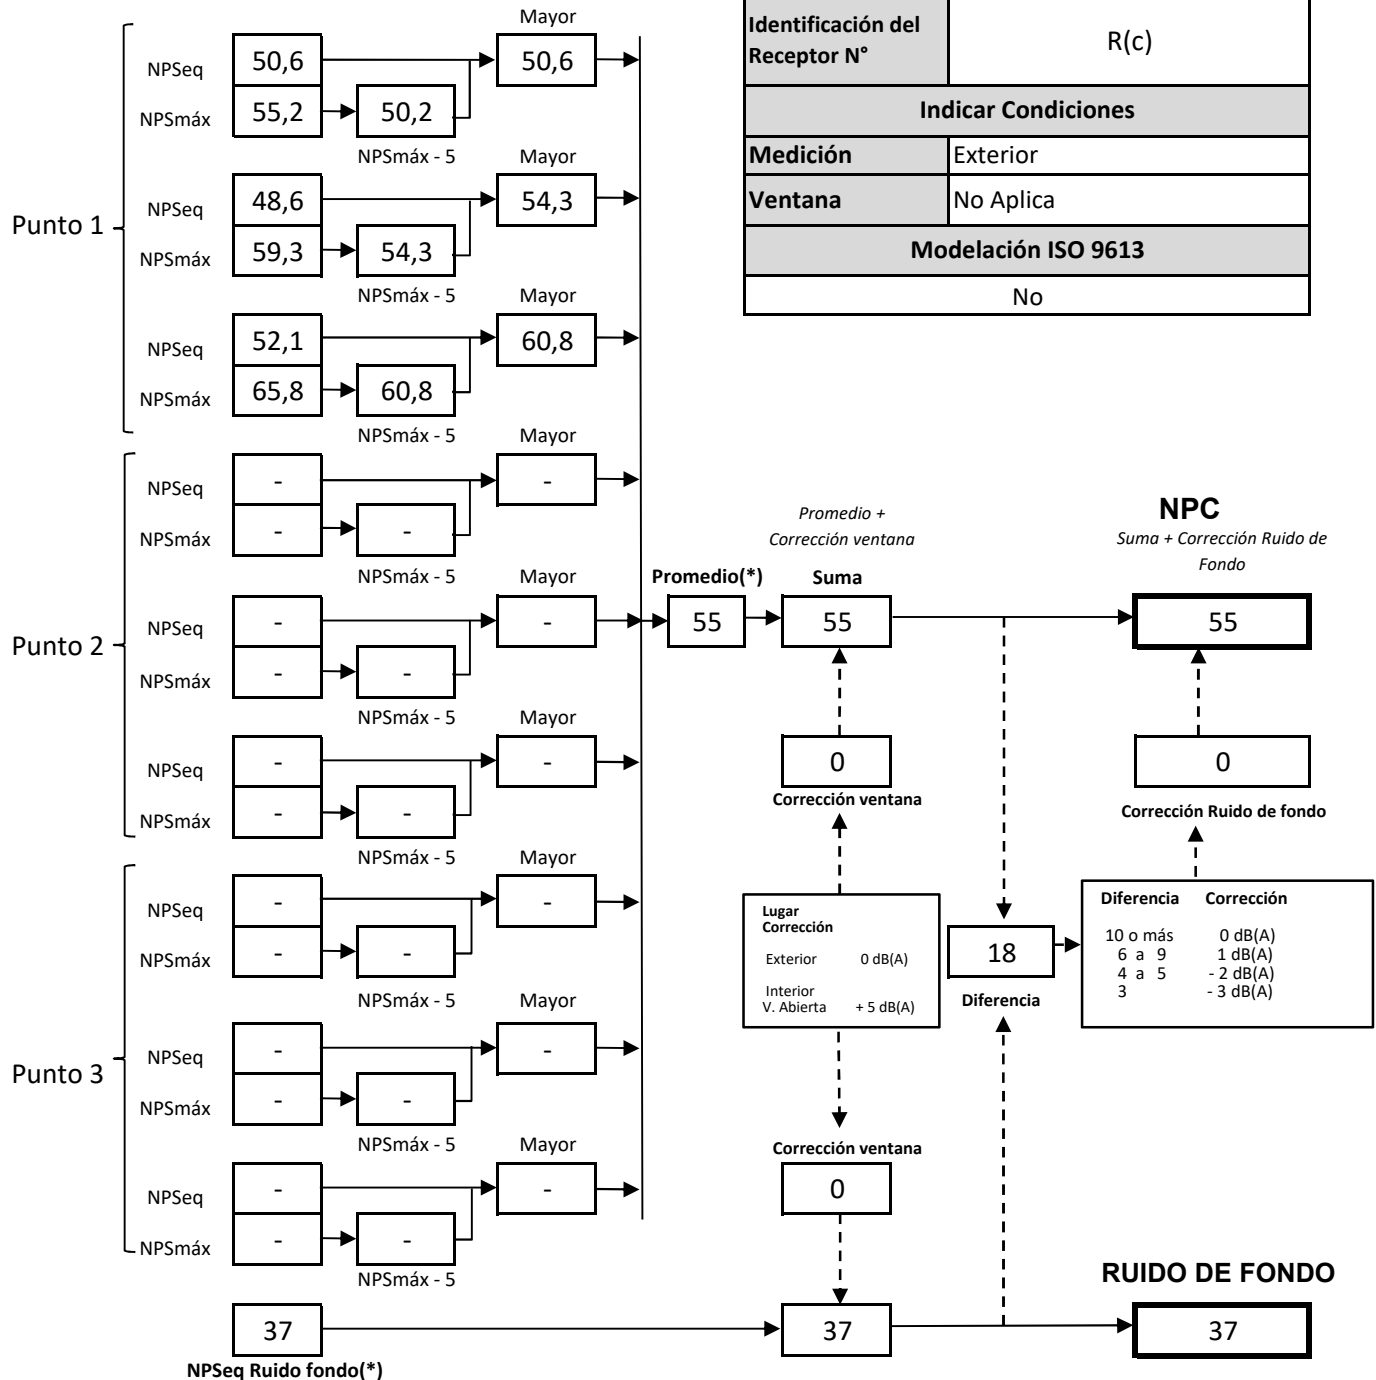 Identificación del
Receptor N°
R(c)
Indicar Condiciones
Medición
Exterior
Ventana
No Aplica
Modelación ISO 9613
No
Punto 1
Mayor
NPSeq
50,6
50,6
NPSmáx
55,2
50,2
NPSmáx - 5
Mayor
NPSeq
48,6
54,3
NPSmáx
59,3
54,3
NPSmáx - 5
Mayor
NPSeq
52,1
60,8
NPSmáx
65,8
60,8
NPSmáx - 5
Punto 2
Mayor
NPSeq
-
-
NPSmáx
-
-
NPSmáx - 5
Mayor
NPSeq
-
-
NPSmáx
-
-
NPSmáx - 5
Mayor
NPSeq
-
-
NPSmáx
-
-
NPSmáx - 5
Punto 3
Mayor
NPSeq
-
-
NPSmáx
-
-
NPSmáx - 5
NPSeq
-
Mayor
-
NPSmáx
-
-
NPSmáx - 5
Mayor
NPSeq
-
-
NPSmáx
-
-
NPSmáx - 5
37
NPSeq Ruido fondo(*)
Promedio(*)
55
Promedio +
Corrección ventana
Suma
55
0
Corrección ventana
Lugar
Corrección
Exterior 0 dB(A)
Interior
V. Abierta + 5 dB(A)
Corrección ventana
0
37
18
Diferencia
NPC
Suma + Corrección Ruido de
Fondo
55
0
Corrección Ruido de fondo
Diferencia Corrección
10 o más 0 dB(A)
6 a 9 1 dB(A)
4 a 5 - 2 dB(A)
3 - 3 dB(A)
RUIDO DE FONDO
37